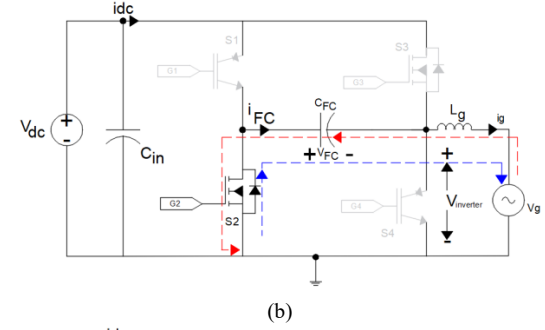 idc
S1
G1
S3
G3
iFC
CFC
Lg
ig
Vdc
Cin
+ VFC -
+
-
G2
S2
G4
S4
+
Vinverter
-
Vg
(b)